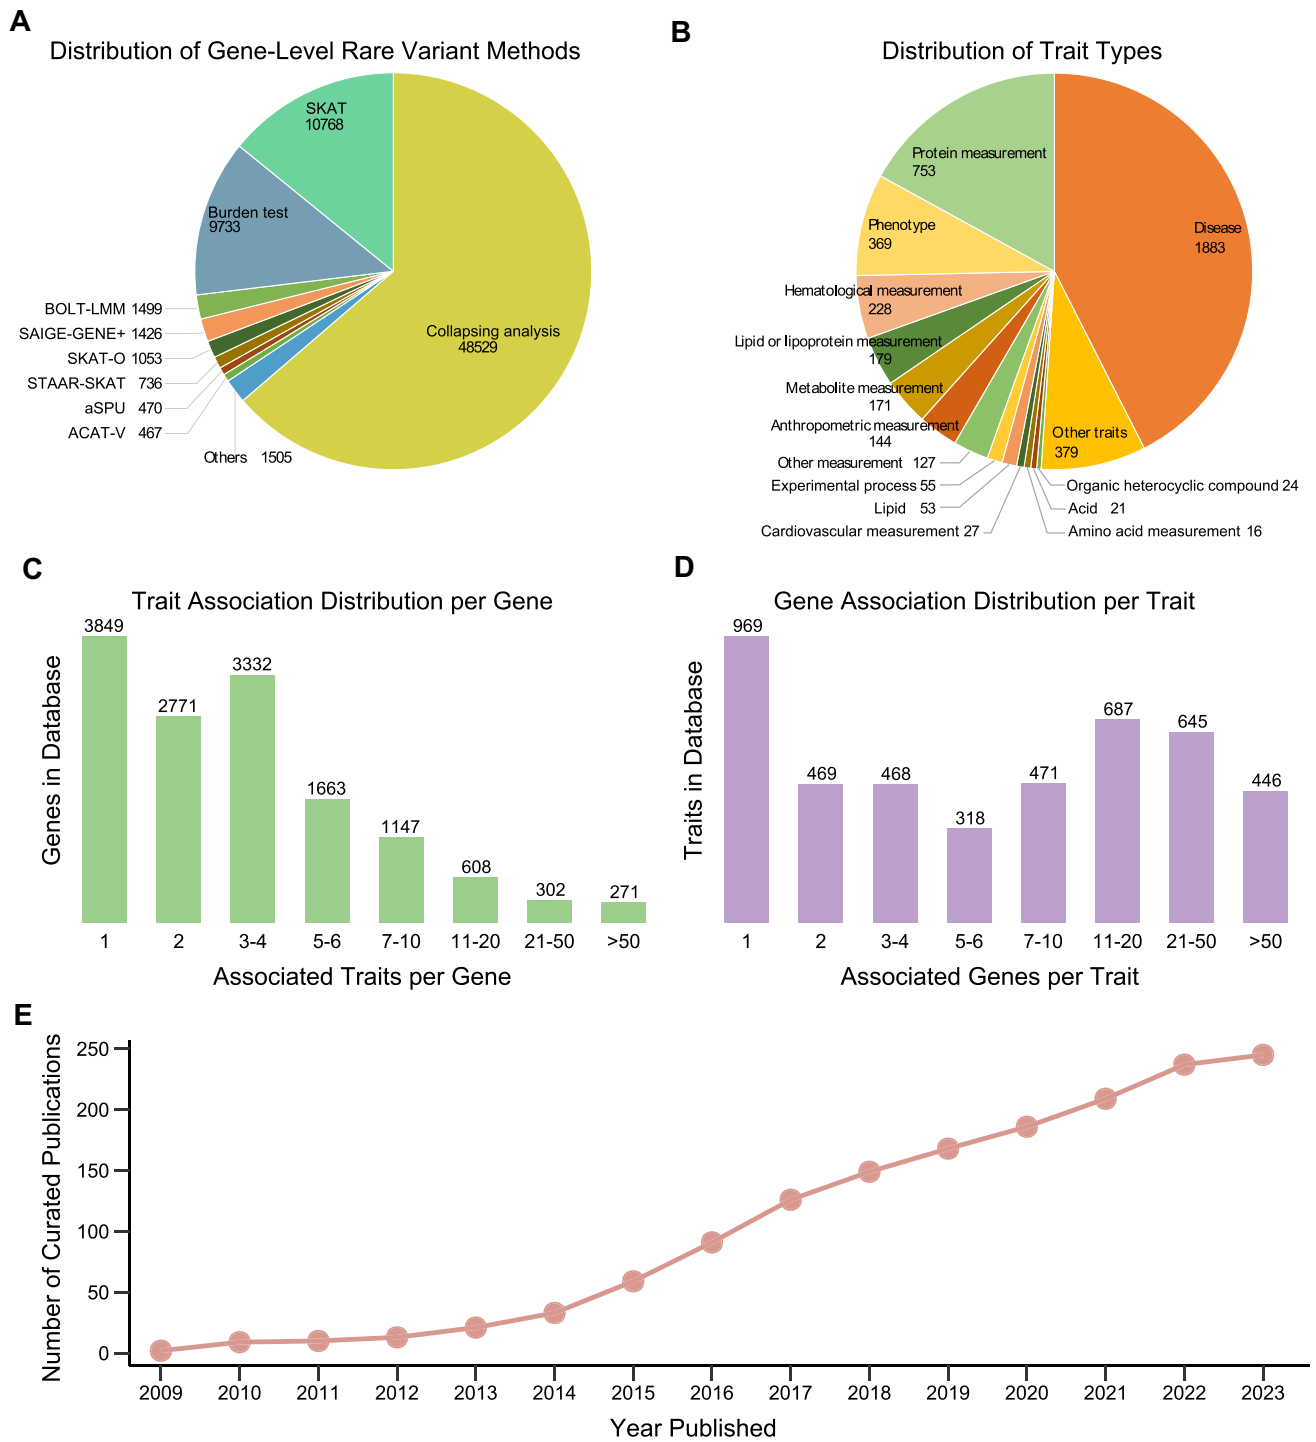 A
Distribution of Gene-Level Rare Variant Methods
SKAT
10768
Burden test
9733
BOLT-LMM 1499
SAIGE-GENE+ 1426
SKAT-O 1053
STAAR-SKAT 736
aSPU 470
ACAT-V 467
Others 1505
Collapsing analysis
48529
B
Distribution of Trait Types
Protein measurement
753
Phenotype
369
Hematological measurement
228
Lipid or lipoprotein measurement
179
Metabolite measurement
171
Anthropometric measurement
144
Other measurement 127
Experimental process 55
Lipid 53
Cardiovascular measurement 27
Disease
1883
Other traits
379
Organic heterocyclic compound 24
Acid 21
Amino acid measurement 16
C
Trait Association Distribution per Gene
Genes in Database
3849
2771
3332
1663
1147
608
302
271
1 2 3-4 5-6 7-10 11-20 21-50 >50
Associated Traits per Gene
D
Gene Association Distribution per Trait
Traits in Database
969
469
468
318
471
687
645
446
1 2 3-4 5-6 7-10 11-20 21-50 >50
Associated Genes per Trait
E
Number of Curated Publications
250
200
150
100
50
0
2009 2010 2011 2012 2013 2014 2015 2016 2017 2018 2019 2020 2021 2022 2023
Year Published